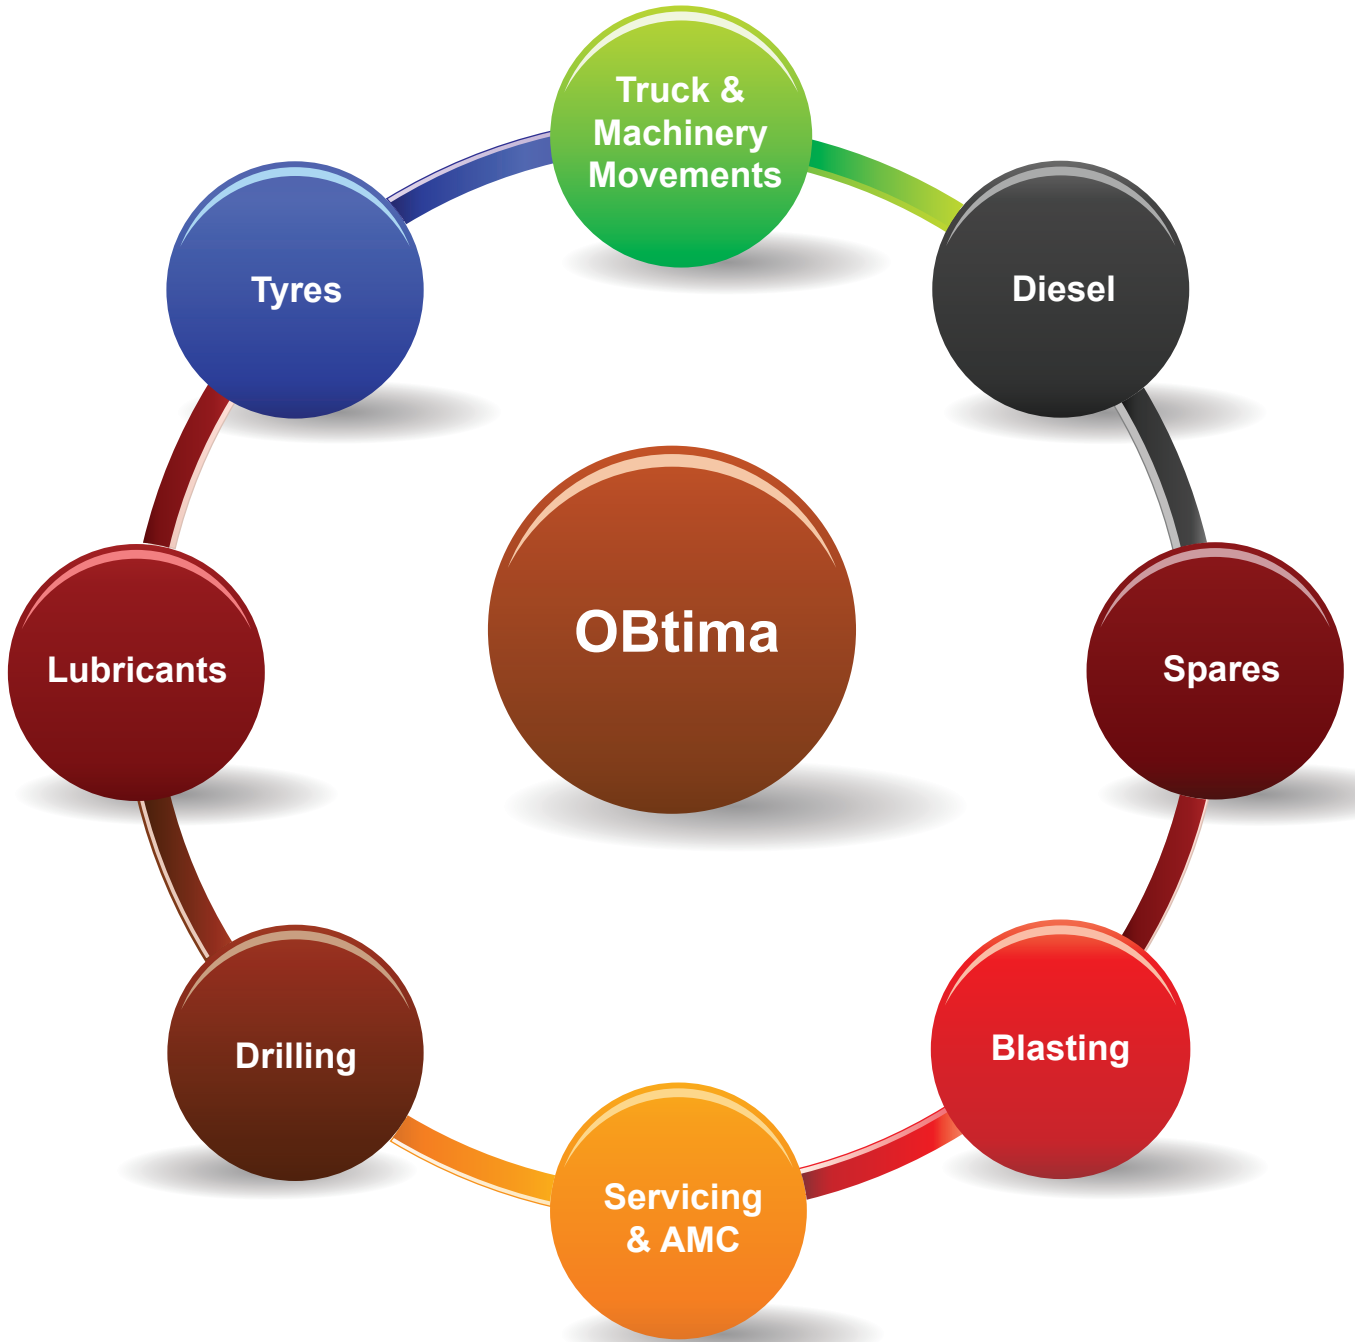 Truck &
Machinery
Movements
Tyres
Diesel
OBtima
Lubricants
Spares
Drilling
Blasting
Servicing
& AMC